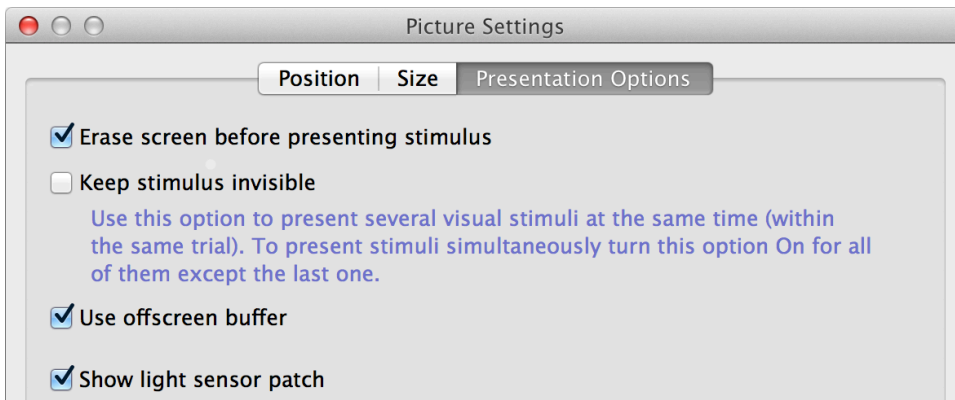 Picture Settings
Position Size Presentation Options
Erase screen before presenting stimulus
Keep stimulus invisible
Use this option to present several visual stimuli at the same time (within
the same trial). To present stimuli simultaneously turn this option On for all
of them except the last one.
Use offscreen buffer
Show light sensor patch